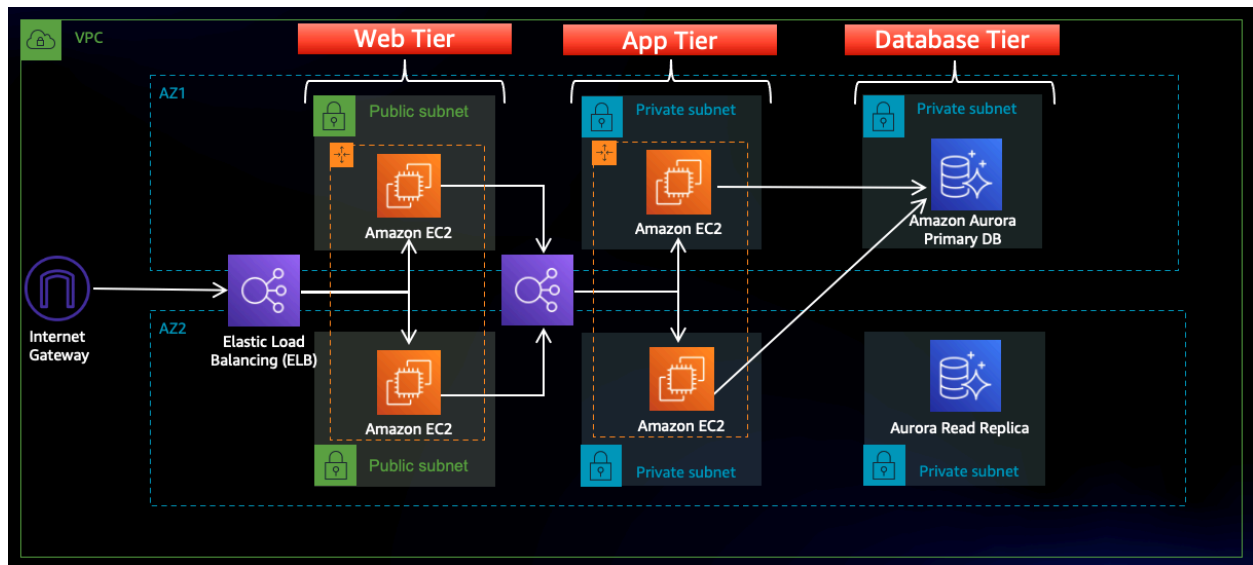 VPC
Web Tier
App Tier
Database Tier
AZ1
Public subnet
Private subnet
Private subnet
Amazon EC2
Amazon EC2
Amazon Aurora
Primary DB
Internet
Gateway
Elastic Load
Balancing (ELB)
AZ2
Amazon EC2
Amazon EC2
Aurora Read Replica
Public subnet
Private subnet
Private subnet